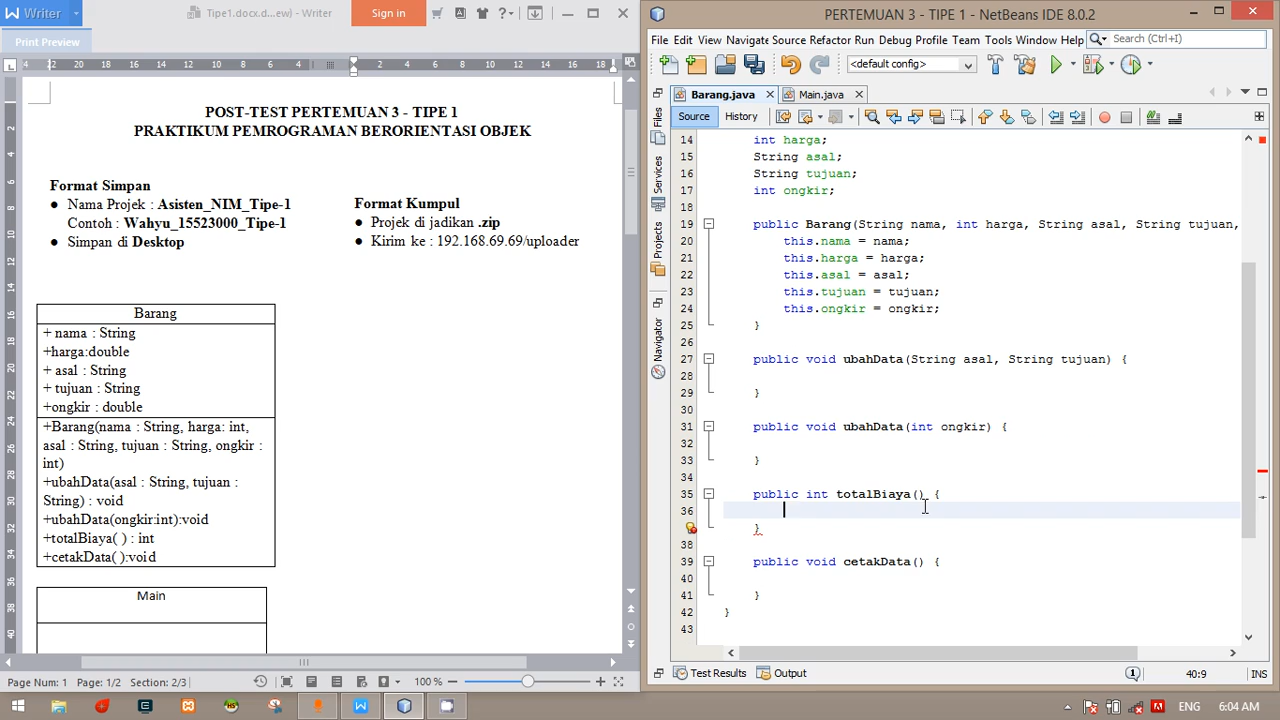 Writer
Tipe1.docx.d...ew) - Writer
Sign in
Print Preview
POST-TEST PERTEMUAN 3 - TIPE 1
PRAKTIKUM PEMROGRAMAN BERORIENTASI OBJEK
Format Simpan
● Nama Projek : Asisten_NIM_Tipe-1
Contoh : Wahyu_15523000_Tipe-1
● Simpan di Desktop
Format Kumpul
● Projek di jadikan .zip
● Kirim ke : 192.168.69.69/uploader
Barang
+ nama : String
+harga:double
+ asal : String
+ tujuan : String
+ongkir : double
+Barang(nama : String, harga: int,
asal : String, tujuan : String, ongkir :
int)
+ubahData(asal : String, tujuan :
String) : void
+ubahData(ongkir:int):void
+totalBiaya( ) : int
+cetakData( ):void
Main
Page Num: 1 Page: 1/2 Section: 2/3
100 %
PERTEMUAN 3 - TIPE 1 - NetBeans IDE 8.0.2
File Edit View Navigate Source Refactor Run Debug Profile Team Tools Window Help
Search (Ctrl+I)
<default config>
Barang.java
Main.java
Source History
Files
Services
Projects
Navigator
14 int harga;
15 String asal;
16 String tujuan;
17 int ongkir;
18
19 public Barang(String nama, int harga, String asal, String tujuan,
20 this.nama = nama;
21 this.harga = harga;
22 this.asal = asal;
23 this.tujuan = tujuan;
24 this.ongkir = ongkir;
25 }
26
27 public void ubahData(String asal, String tujuan) {
28
29 }
30
31 public void ubahData(int ongkir) {
32
33 }
34
35 public int totalBiaya() {
36
}
38
39 public void cetakData() {
40
41 }
42 }
43
Test Results Output
1
40:9
INS
ENG
6:04 AM